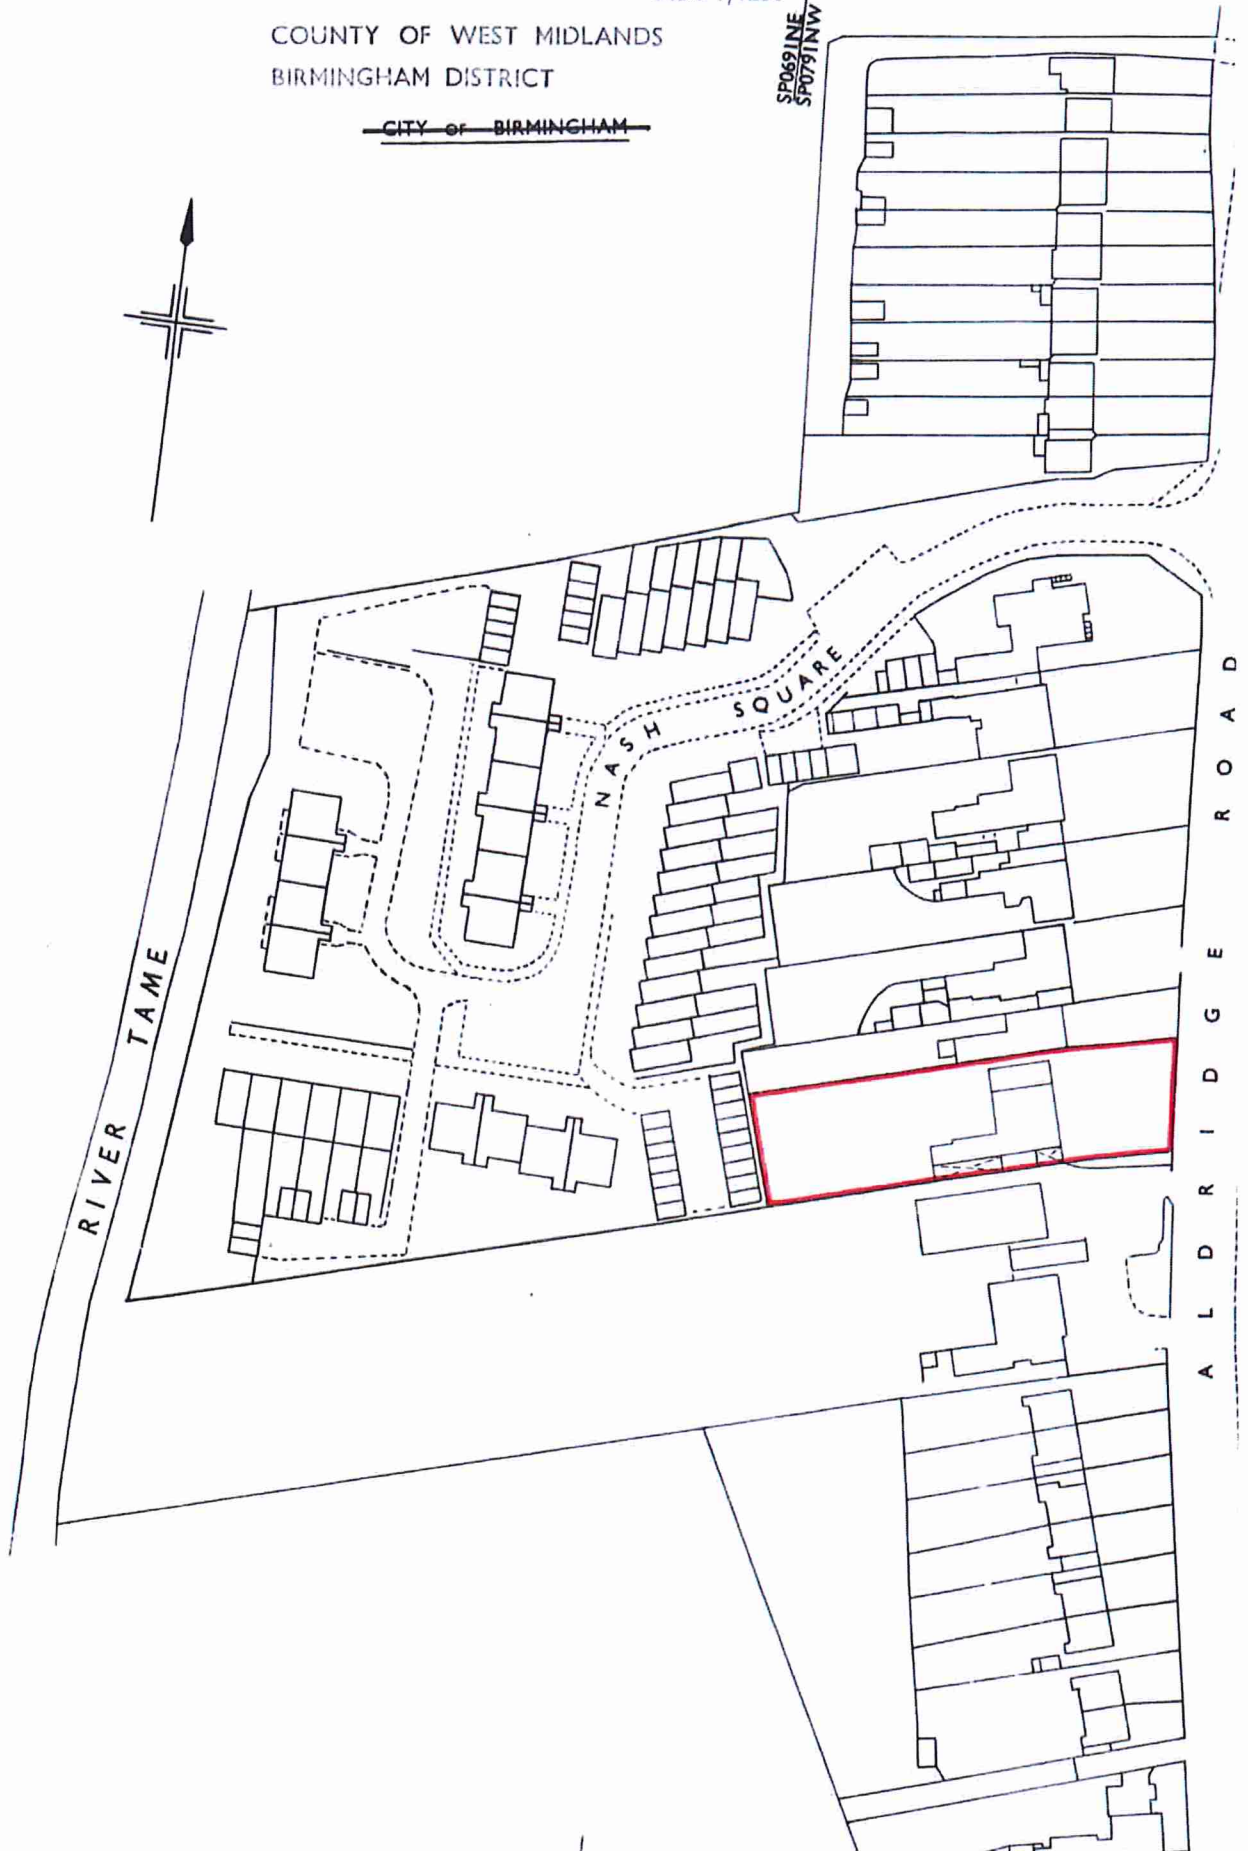 COUNTY OF WEST MIDLANDS
BIRMINGHAM DISTRICT
CITY of BIRMINGHAM
SP0691NE
SP0791NW
NASH SQUARE
RIVER TAME
ALDRIDGE ROAD